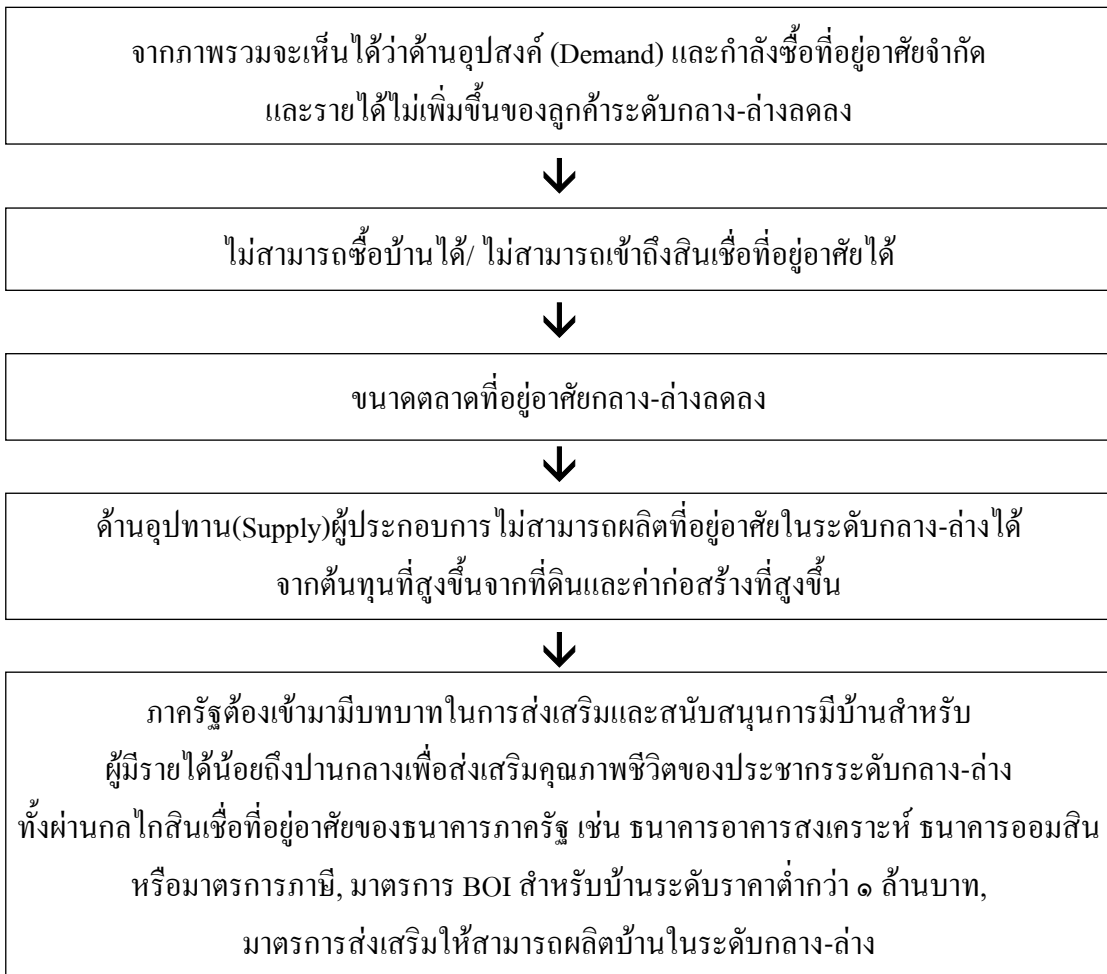 จากภาพรวมจะเห็นได้ว่าด้านอุปสงค์ (Demand) และกำลังซื้อที่อยู่อาศัยจำกัด
และรายได้ไม่เพิ่มขึ้นของลูกค้าระดับกลาง-ล่างลดลง
ไม่สามารถซื้อบ้านได้/ ไม่สามารถเข้าถึงสินเชื่อที่อยู่อาศัยได้
ขนาดตลาดที่อยู่อาศัยกลาง-ล่างลดลง
ด้านอุปทาน(Supply)ผู้ประกอบการไม่สามารถผลิตที่อยู่อาศัยในระดับกลาง-ล่างได้
จากต้นทุนที่สูงขึ้นจากที่ดินและค่าก่อสร้างที่สูงขึ้น
ภาครัฐต้องเข้ามามีบทบาทในการส่งเสริมและสนับสนุนการมีบ้านสำหรับ
ผู้มีรายได้น้อยถึงปานกลางเพื่อส่งเสริมคุณภาพชีวิตของประชากรระดับกลาง-ล่าง
ทั้งผ่านกลไกสินเชื่อที่อยู่อาศัยของธนาคารภาครัฐ เช่น ธนาคารอาคารสงเคราะห์ ธนาคารออมสิน
หรือมาตรการภาษี, มาตรการ BOI สำหรับบ้านระดับราคาต่ำกว่า ๑ ล้านบาท,
มาตรการส่งเสริมให้สามารถผลิตบ้านในระดับกลาง-ล่าง